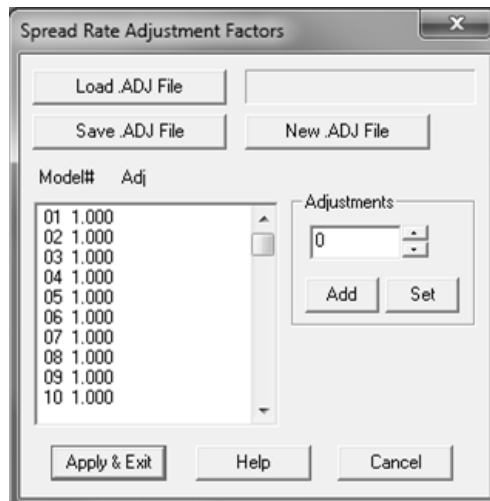 Spread Rate Adjustment Factors
Load .ADJ File
Save .ADJ File New .ADJ File
Model# Adj
01 1.000
02 1.000
03 1.000
04 1.000
05 1.000
06 1.000
07 1.000
08 1.000
09 1.000
10 1.000
Adjustments
0
Add Set
Apply & Exit Help Cancel